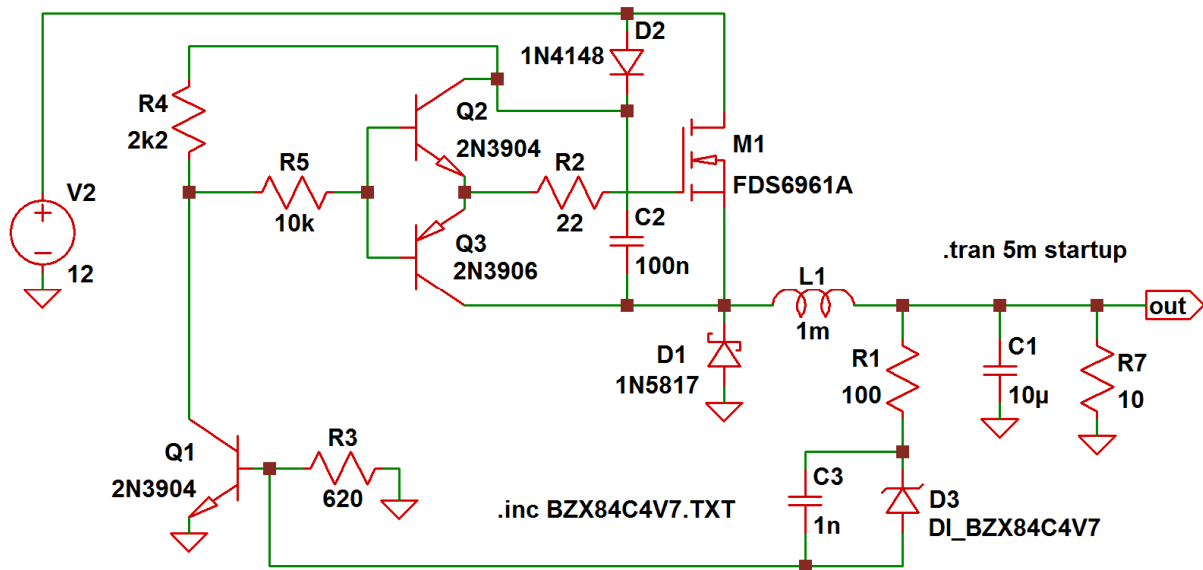 D2
1N4148
R4
2k2
Q2
2N3904
R5
10k
R2
22
M1
FDS6961A
V2
+
−
12
Q3
2N3906
C2
100n
.tran 5m startup
L1
1m
out
D1
1N5817
R1
100
C1
10µ
R7
10
Q1
2N3904
R3
620
.inc BZX84C4V7.TXT
C3
1n
D3
DI_BZX84C4V7